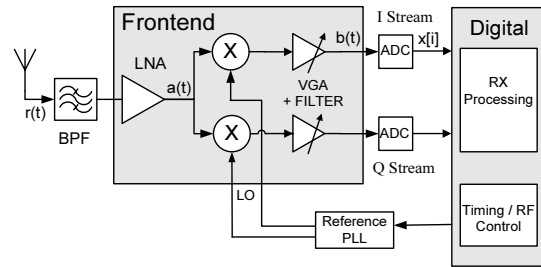 Frontend
I Stream
Digital
LNA
X
b(t)
ADC
x[i]
r(t)
a(t)
VGA
+ FILTER
RX
Processing
BPF
X
ADC
Q Stream
LO
Reference
PLL
Timing / RF
Control